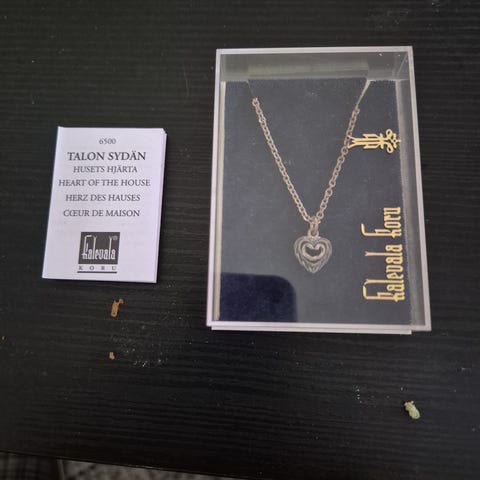 6500
TALON SYDÄN
HUSETS HJÄRTA
HEART OF THE HOUSE
HERZ DES HAUSES
CŒUR DE MAISON
Kalevala®
KORU
Kalevala Koru